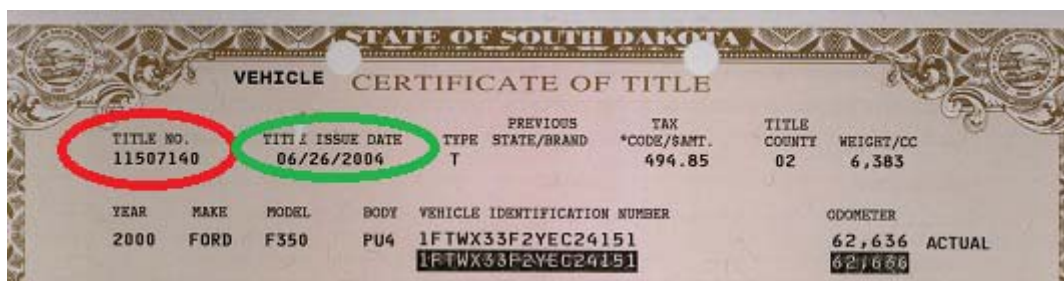 STATE OF SOUTH DAKOTA
VEHICLE CERTIFICATE OF TITLE
PREVIOUS TAX TITLE
TITLE NO. TITLE ISSUE DATE TYPE STATE/BRAND *CODE/$AMT. COUNTY WEIGHT/CC
11507140 06/26/2004 T 494.85 02 6,383
YEAR MAKE MODEL BODY VEHICLE IDENTIFICATION NUMBER ODOMETER
2000 FORD F350 PU4 1FTWX33F2YEC24151 62,636 ACTUAL
1FTWX33F2YEC24151 62,636